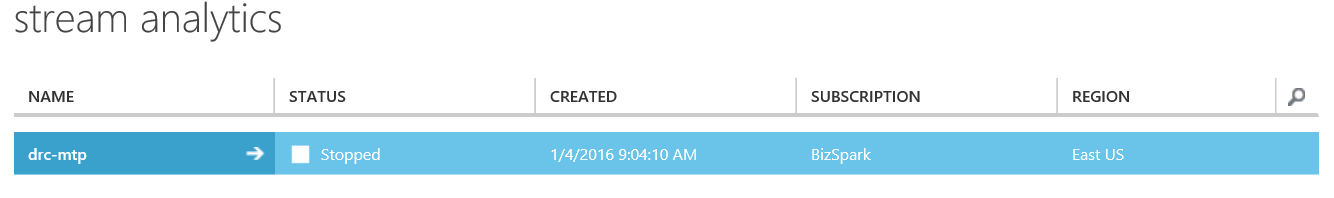 stream analytics
NAME STATUS CREATED SUBSCRIPTION REGION
drc-mtp Stopped 1/4/2016 9:04:10 AM BizSpark East US